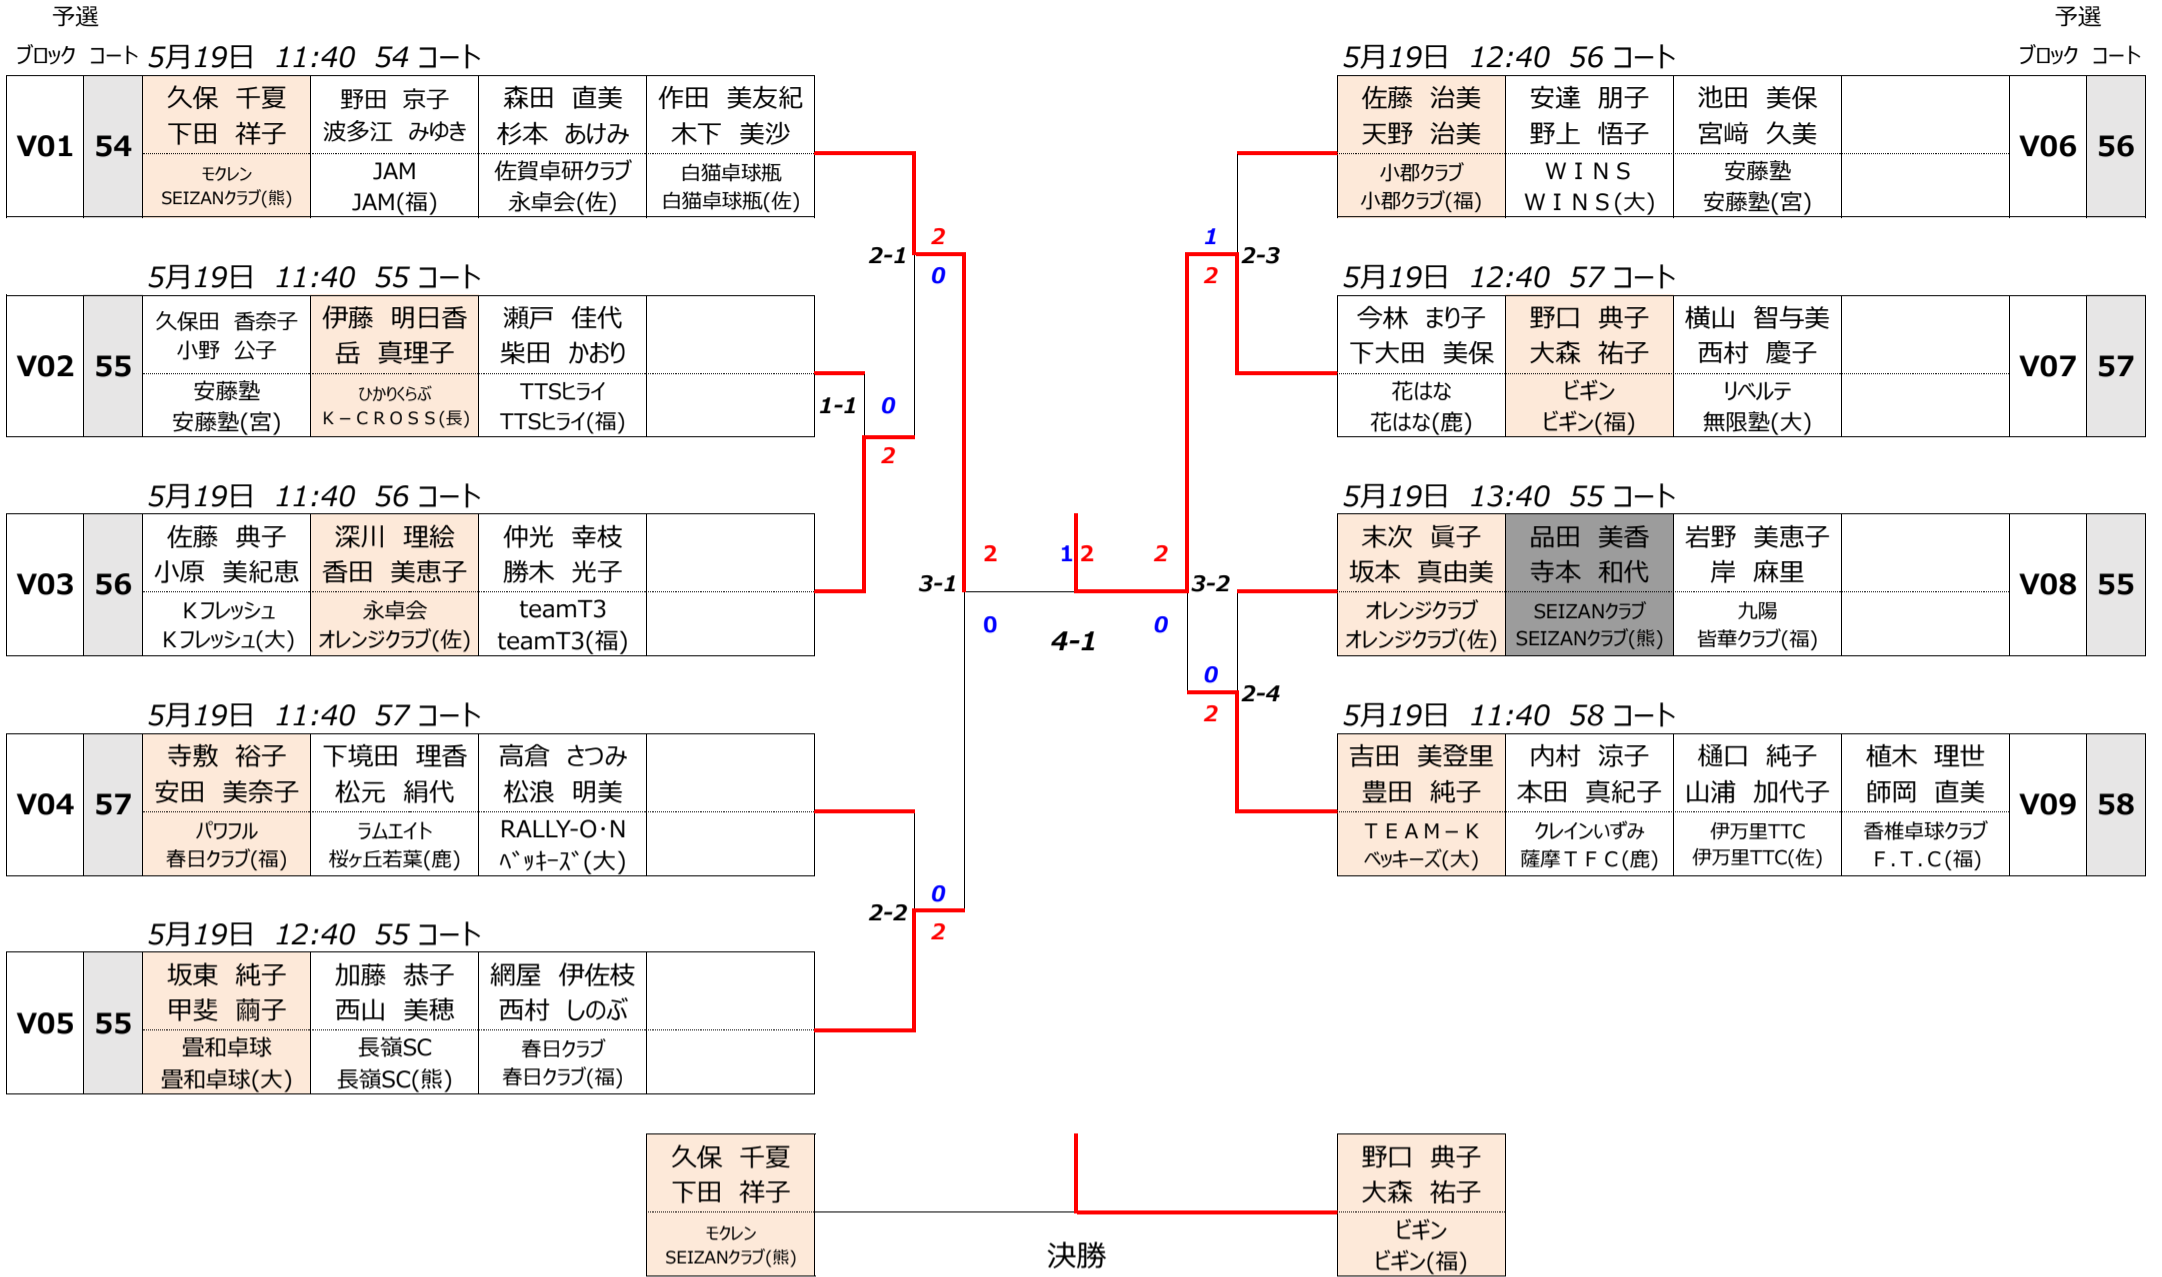 予選
ブロック コート 5月19日 11:40 54 コート
V01 54
久保 千夏 野田 京子 森田 直美 作田 美友紀
下田 祥子 波多江 みゆき 杉本 あけみ 木下 美沙
モクレン JAM 佐賀卓研クラブ 白猫卓球瓶
SEIZANクラブ(熊) JAM(福) 永卓会(佐) 白猫卓球瓶(佐)
5月19日 11:40 55 コート
V02 55
久保田 香奈子 伊藤 明日香 瀬戸 佳代
小野 公子 岳 真理子 柴田 かおり
安藤塾 ひかりくらぶ TTSヒライ
安藤塾(宮) K−CROSS(長) TTSヒライ(福)
5月19日 11:40 56 コート
V03 56
佐藤 典子 深川 理絵 仲光 幸枝
小原 美紀恵 香田 美恵子 勝木 光子
Kフレッシュ 永卓会 teamT3
Kフレッシュ(大) オレンジクラブ(佐) teamT3(福)
5月19日 11:40 57 コート
V04 57
寺敷 裕子 下境田 理香 高倉 さつみ
安田 美奈子 松元 絹代 松浪 明美
パワフル ラムエイト RALLY-O･N
春日クラブ(福) 桜ヶ丘若葉(鹿) ﾍﾞｯｷｰｽﾞ(大)
5月19日 12:40 55 コート
V05 55
坂東 純子 加藤 恭子 網屋 伊佐枝
甲斐 繭子 西山 美穂 西村 しのぶ
畳和卓球 長嶺SC 春日クラブ
畳和卓球(大) 長嶺SC(熊) 春日クラブ(福)
2-1
2
0
1-1
0
2
3-1
2
0
2-2
0
2
1 2
4-1
2
0
3-2
1
2
2-3
0
2
2-4
予選
5月19日 12:40 56 コート ブロック コート
佐藤 治美 安達 朋子 池田 美保
天野 治美 野上 悟子 宮﨑 久美
小郡クラブ WINS 安藤塾
小郡クラブ(福) WINS(大) 安藤塾(宮)
V06 56
5月19日 12:40 57 コート
今林 まり子 野口 典子 横山 智与美
下大田 美保 大森 祐子 西村 慶子
花はな ビギン リベルテ
花はな(鹿) ビギン(福) 無限塾(大)
V07 57
5月19日 13:40 55 コート
末次 眞子 品田 美香 岩野 美恵子
坂本 真由美 寺本 和代 岸 麻里
オレンジクラブ SEIZANクラブ 九陽
オレンジクラブ(佐) SEIZANクラブ(熊) 皆華クラブ(福)
V08 55
5月19日 11:40 58 コート
吉田 美登里 内村 涼子 樋口 純子 植木 理世
豊田 純子 本田 真紀子 山浦 加代子 師岡 直美
TEAM−K クレインいずみ 伊万里TTC 香椎卓球クラブ
ベッキーズ(大) 薩摩TFC(鹿) 伊万里TTC(佐) F.T.C(福)
V09 58
久保 千夏
下田 祥子
モクレン
SEIZANクラブ(熊)
決勝
野口 典子
大森 祐子
ビギン
ビギン(福)